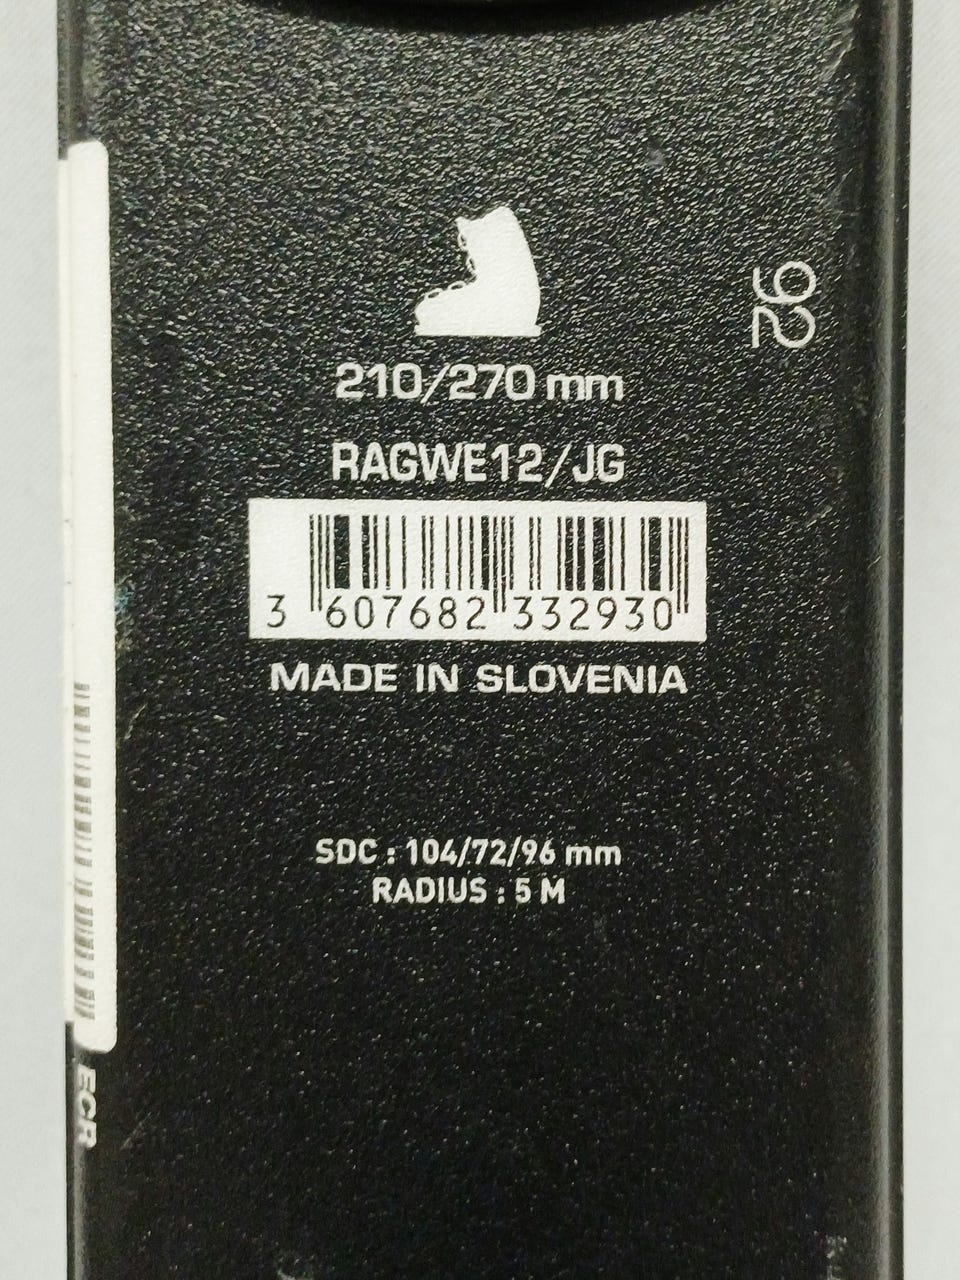 92
210/270 mm
RAGWE12/JG
3 607682 332930
MADE IN SLOVENIA
SDC : 104/72/96 mm
RADIUS : 5 M
ECR